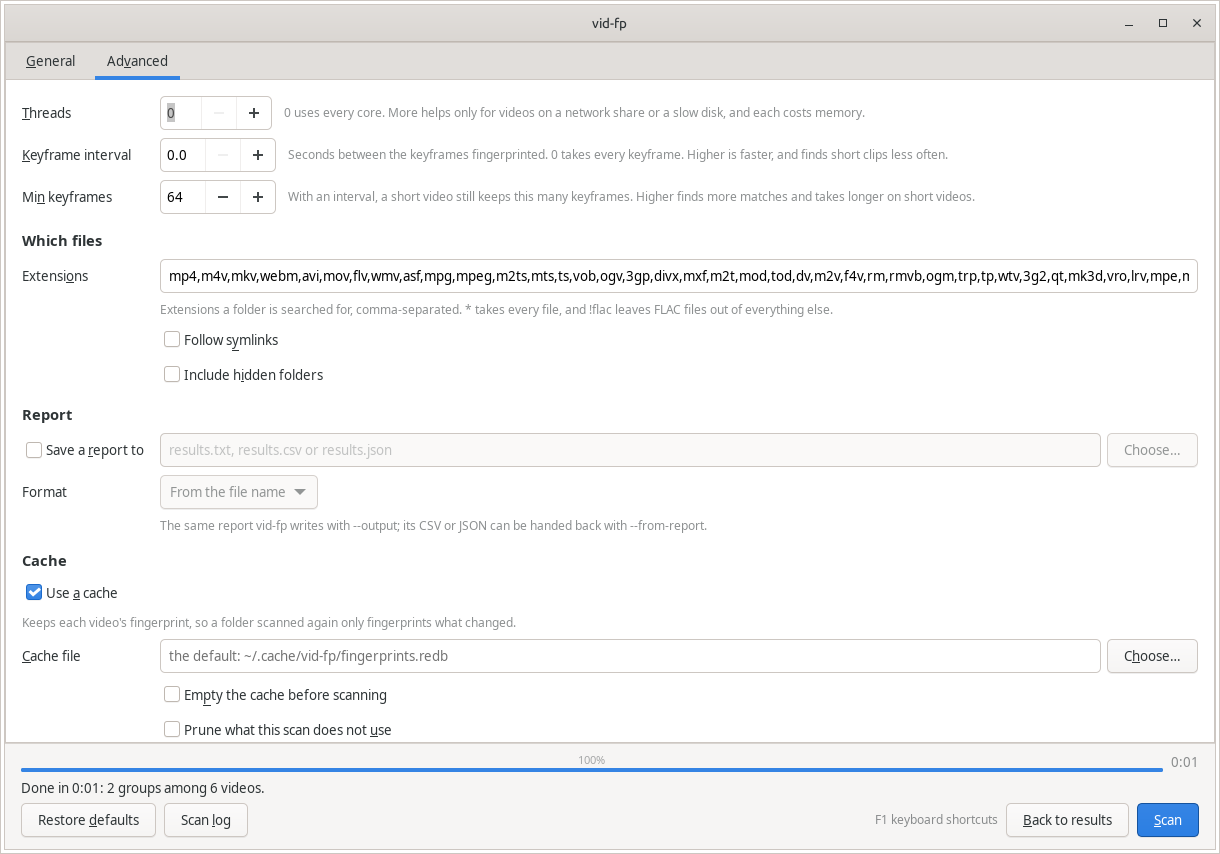 vid-fp
General Advanced
Threads 0 0 uses every core. More helps only for videos on a network share or a slow disk, and each costs memory.
Keyframe interval 0.0 Seconds between the keyframes fingerprinted. 0 takes every keyframe. Higher is faster, and finds short clips less often.
Min keyframes 64 With an interval, a short video still keeps this many keyframes. Higher finds more matches and takes longer on short videos.
Which files
Extensions mp4,m4v,mkv,webm,avi,mov,flv,wmv,asf,mpg,mpeg,m2ts,mts,ts,vob,ogv,3gp,divx,mxf,m2t,mod,tod,dv,m2v,f4v,rm,rmvb,ogm,trp,tp,wtv,3g2,qt,mk3d,vro,lrv,mpe,
Extensions a folder is searched for, comma-separated. * takes every file, and !flac leaves FLAC files out of everything else.
Follow symlinks
Include hidden folders
Report
Save a report to results.txt, results.csv or results.json Choose...
Format From the file name
The same report vid-fp writes with --output; its CSV or JSON can be handed back with --from-report.
Cache
Use a cache
Keeps each video's fingerprint, so a folder scanned again only fingerprints what changed.
Cache file the default: ~/.cache/vid-fp/fingerprints.redb Choose...
Empty the cache before scanning
Prune what this scan does not use
100% 0:01
Done in 0:01: 2 groups among 6 videos.
Restore defaults Scan log F1 keyboard shortcuts Back to results Scan